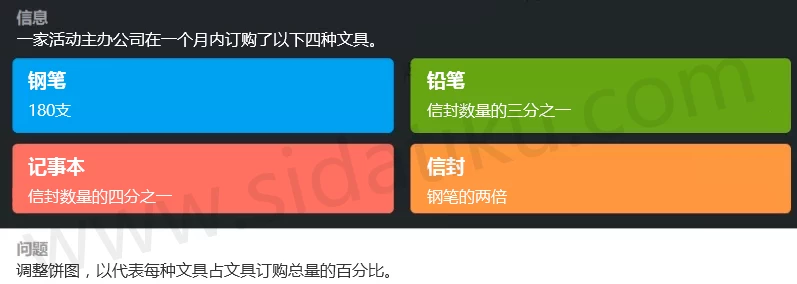 信息
一家活动主办公司在一个月内订购了以下四种文具。
钢笔
180支
铅笔
信封数量的三分之一
记事本
信封数量的四分之一
信封
钢笔的两倍
问题
调整饼图，以代表每种文具占文具订购总量的百分比。
www.sidauku.com